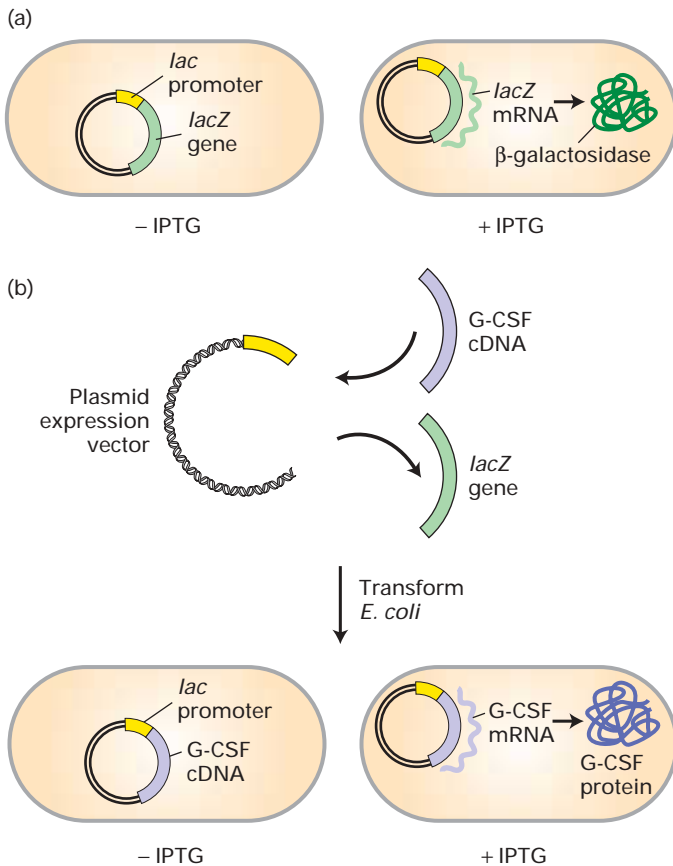 (a)
lac
promoter
lacZ
gene
– IPTG
lacZ
mRNA
β-galactosidase
+ IPTG
(b)
G-CSF
cDNA
Plasmid
expression
vector
lacZ
gene
Transform
E. coli
lac
promoter
G-CSF
cDNA
– IPTG
G-CSF
mRNA
G-CSF
protein
+ IPTG